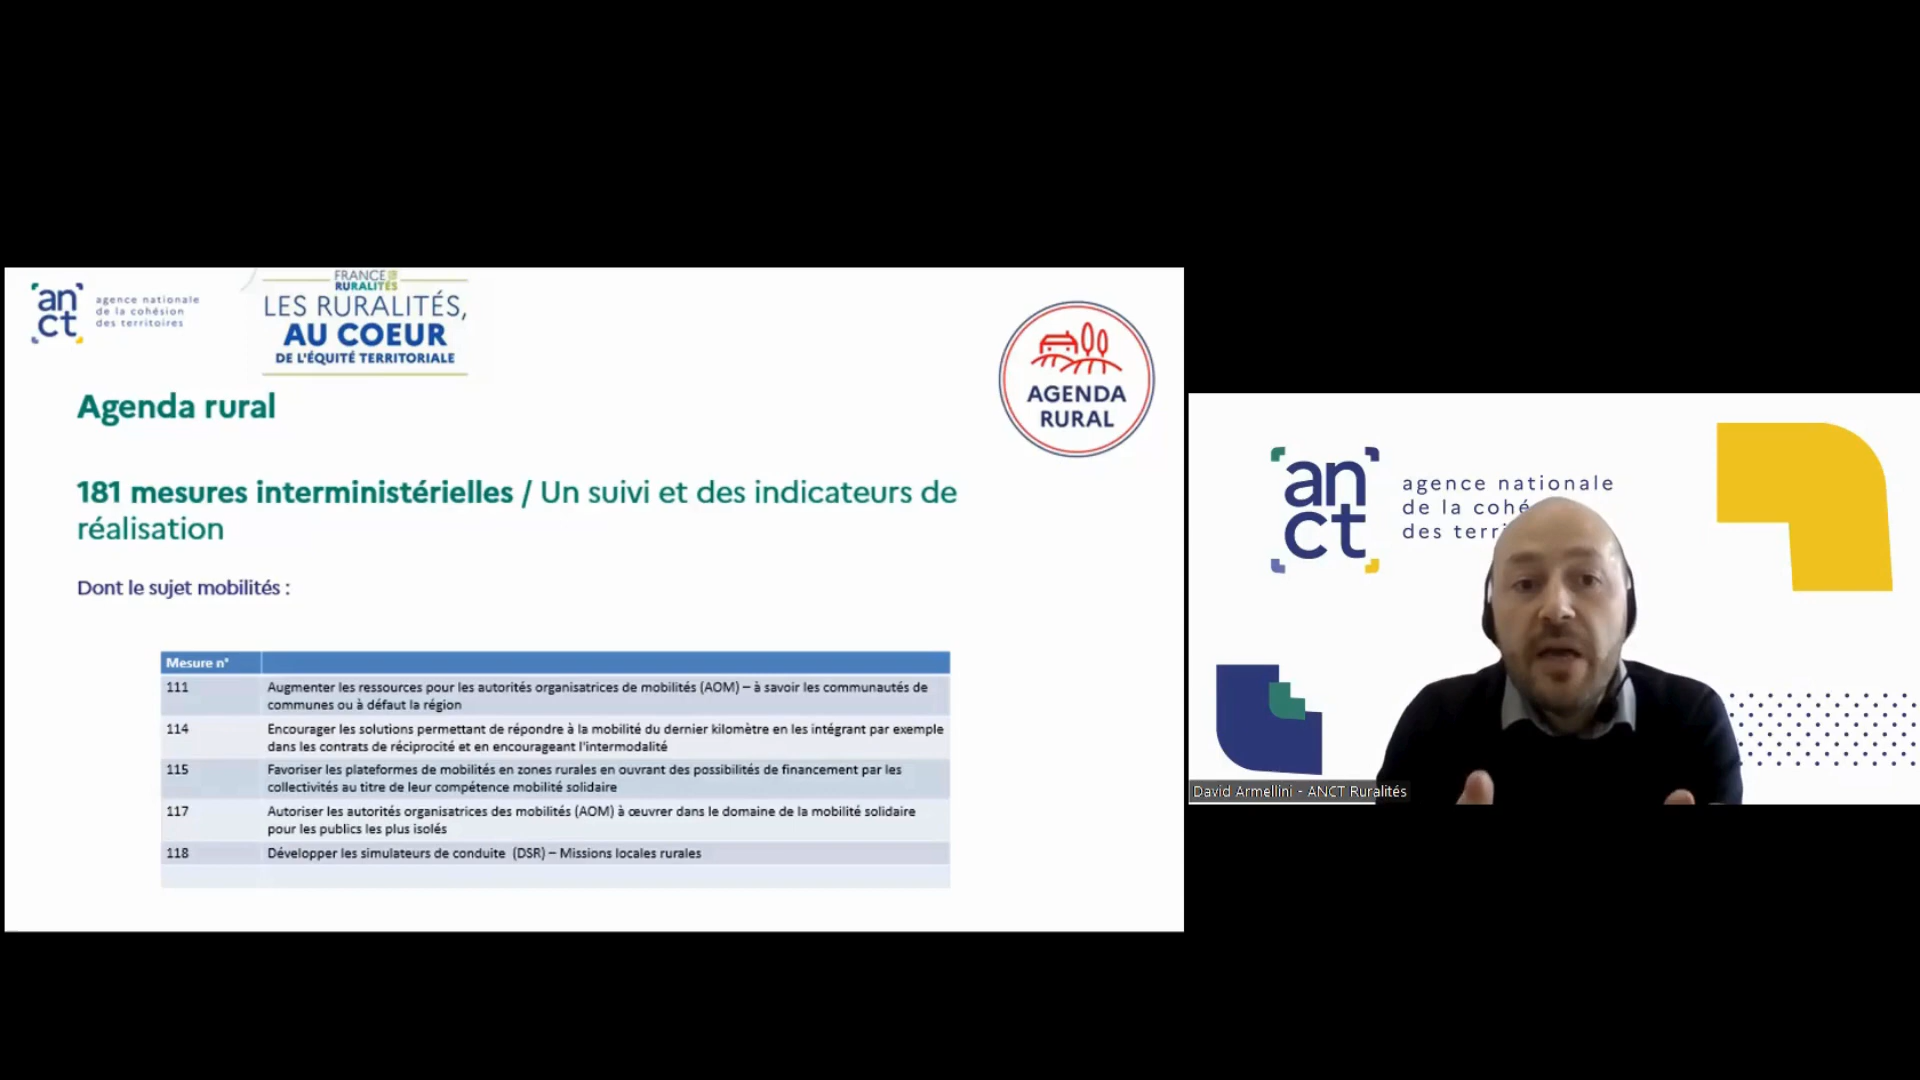 an
ct
agence nationale
de la cohésion
des territoires
FRANCE
RURALITÉS
LES RURALITÉS,
AU COEUR
DE L'ÉQUITÉ TERRITORIALE
AGENDA
RURAL
Agenda rural
181 mesures interministérielles / Un suivi et des indicateurs de
réalisation
Dont le sujet mobilités :
Mesure n°
111 Augmenter les ressources pour les autorités organisatrices de mobilités (AOM) – à savoir les communautés de
communes ou à défaut la région
114 Encourager les solutions permettant de répondre à la mobilité du dernier kilomètre en les intégrant par exemple
dans les contrats de réciprocité et en encourageant l'intermodalité
115 Favoriser les plateformes de mobilités en zones rurales en ouvrant des possibilités de financement par les
collectivités au titre de leur compétence mobilité solidaire
117 Autoriser les autorités organisatrices des mobilités (AOM) à œuvrer dans le domaine de la mobilité solidaire
pour les publics les plus isolés
118 Développer les simulateurs de conduite (DSR) – Missions locales rurales
an
ct
agence nationale
de la cohé
des terr
David Armellini - ANCT Ruralités